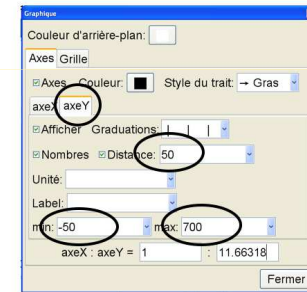 Graphique
Couleur d'arrière-plan:
Axes Grille
Axes Couleur: Style du trait: → Gras
axeX axeY
Afficher Graduations: | | |
Nombres Distance: 50
Unité:
Label:
min: -50 max: 700
axeX : axeY = 1 : 11.66318
Fermer